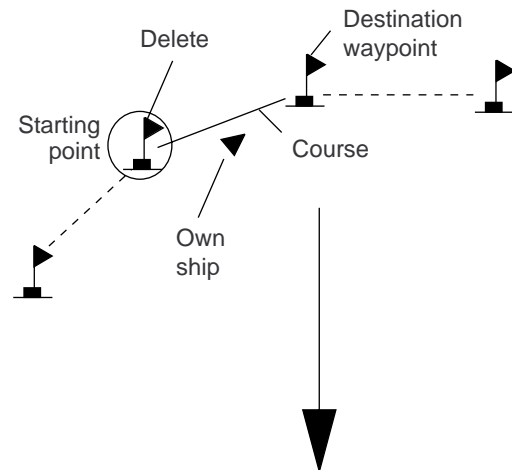 Destination
waypoint
Delete
Starting
point
Course
Own
ship